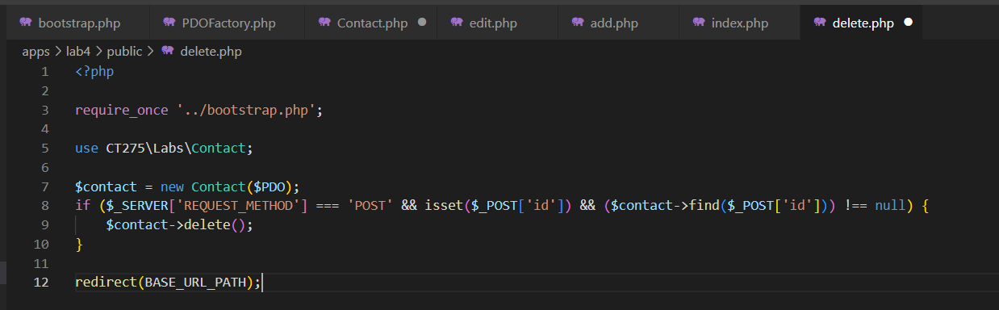 bootstrap.php PDOFactory.php Contact.php edit.php add.php index.php delete.php
apps > lab4 > public > delete.php
1 <?php
2
3 require_once '../bootstrap.php';
4
5 use CT275\Labs\Contact;
6
7 $contact = new Contact($PDO);
8 if ($_SERVER['REQUEST_METHOD'] === 'POST' && isset($_POST['id']) && ($contact->find($_POST['id'])) !== null) {
9     $contact->delete();
10 }
11
12 redirect(BASE_URL_PATH);